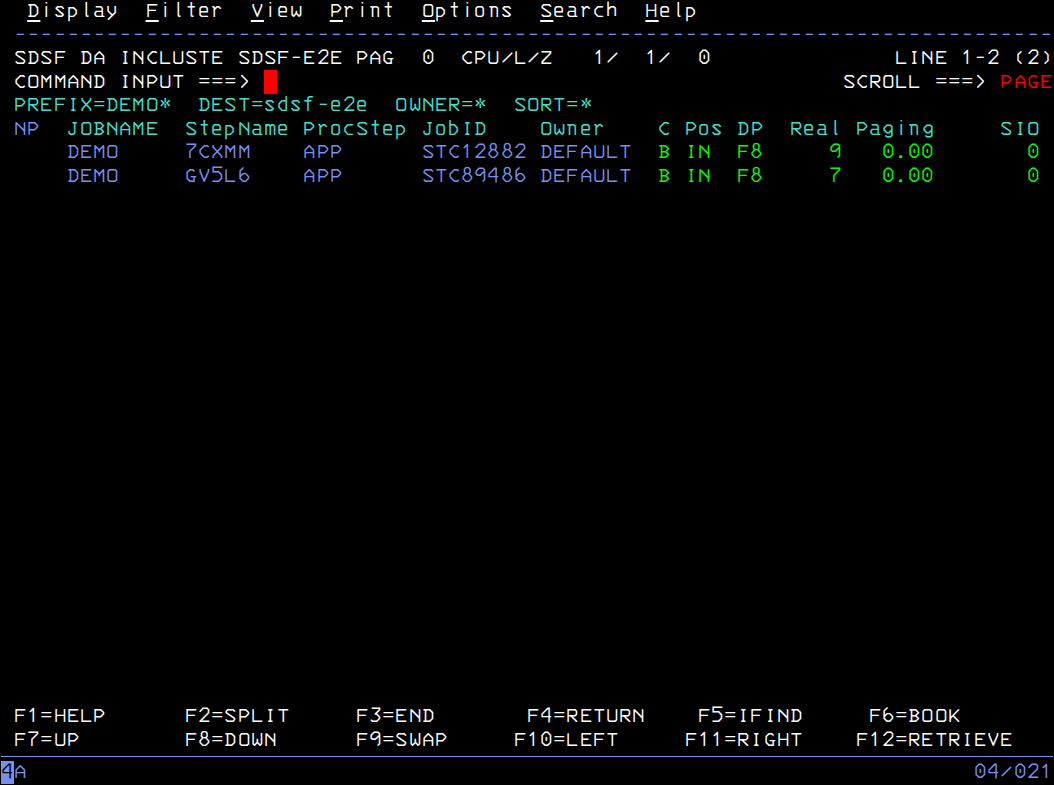 Display  Filter  View  Print  Options  Search  Help
--------------------------------------------------------------------------------
SDSF DA INCLUSTE SDSF-E2E PAG  0  CPU/L/Z   1/  1/  0              LINE 1-2 (2)
COMMAND INPUT ===>                                             SCROLL ===> PAGE
PREFIX=DEMO*  DEST=sdsf-e2e  OWNER=*  SORT=*
NP  JOBNAME  StepName ProcStep JobID    Owner    C Pos DP  Real Paging     SIO
    DEMO     7CXMM    APP      STC12882 DEFAULT  B IN  F8     9   0.00       0
    DEMO     GV5L6    APP      STC89486 DEFAULT  B IN  F8     7   0.00       0
F1=HELP      F2=SPLIT     F3=END       F4=RETURN    F5=IFIND     F6=BOOK
F7=UP        F8=DOWN      F9=SWAP     F10=LEFT     F11=RIGHT    F12=RETRIEVE
4A                                                                       04/021